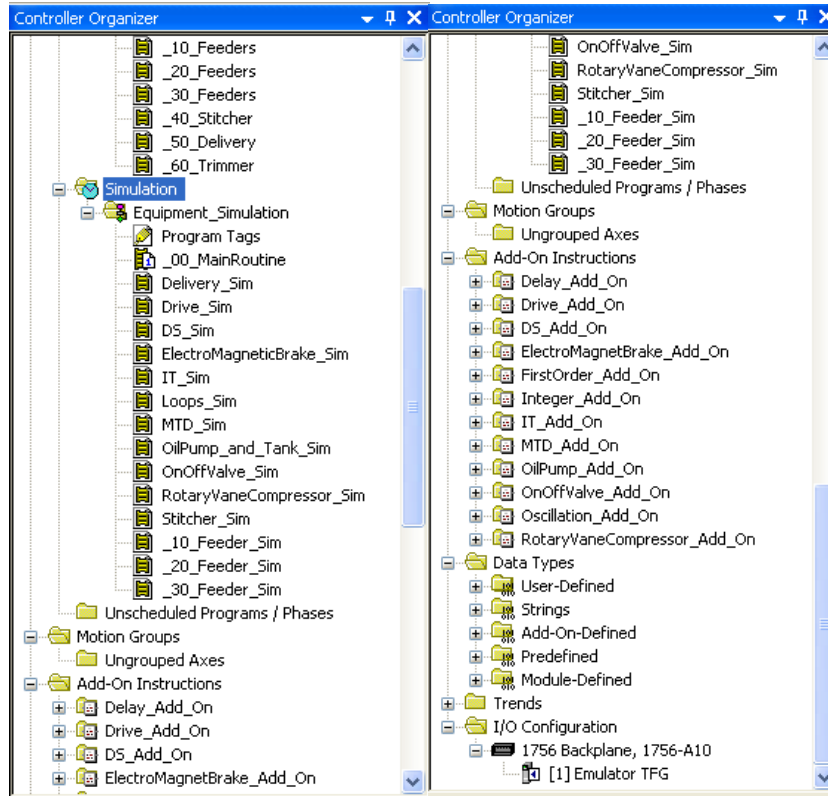 Controller Organizer
_10_Feeders
_20_Feeders
_30_Feeders
_40_Stitcher
_50_Delivery
_60_Trimmer
Simulation
Equipment_Simulation
Program Tags
_00_MainRoutine
Delivery_Sim
Drive_Sim
DS_Sim
ElectroMagneticBrake_Sim
IT_Sim
Loops_Sim
MTD_Sim
OilPump_and_Tank_Sim
OnOffValve_Sim
RotaryVaneCompressor_Sim
Stitcher_Sim
_10_Feeder_Sim
_20_Feeder_Sim
_30_Feeder_Sim
Unscheduled Programs / Phases
Motion Groups
Ungrouped Axes
Add-On Instructions
Delay_Add_On
Drive_Add_On
DS_Add_On
ElectroMagnetBrake_Add_On
Controller Organizer
OnOffValve_Sim
RotaryVaneCompressor_Sim
Stitcher_Sim
_10_Feeder_Sim
_20_Feeder_Sim
_30_Feeder_Sim
Unscheduled Programs / Phases
Motion Groups
Ungrouped Axes
Add-On Instructions
Delay_Add_On
Drive_Add_On
DS_Add_On
ElectroMagnetBrake_Add_On
FirstOrder_Add_On
Integer_Add_On
IT_Add_On
MTD_Add_On
OilPump_Add_On
OnOffValve_Add_On
Oscillation_Add_On
RotaryVaneCompressor_Add_On
Data Types
User-Defined
Strings
Add-On-Defined
Predefined
Module-Defined
Trends
I/O Configuration
1756 Backplane, 1756-A10
[1] Emulator TFG